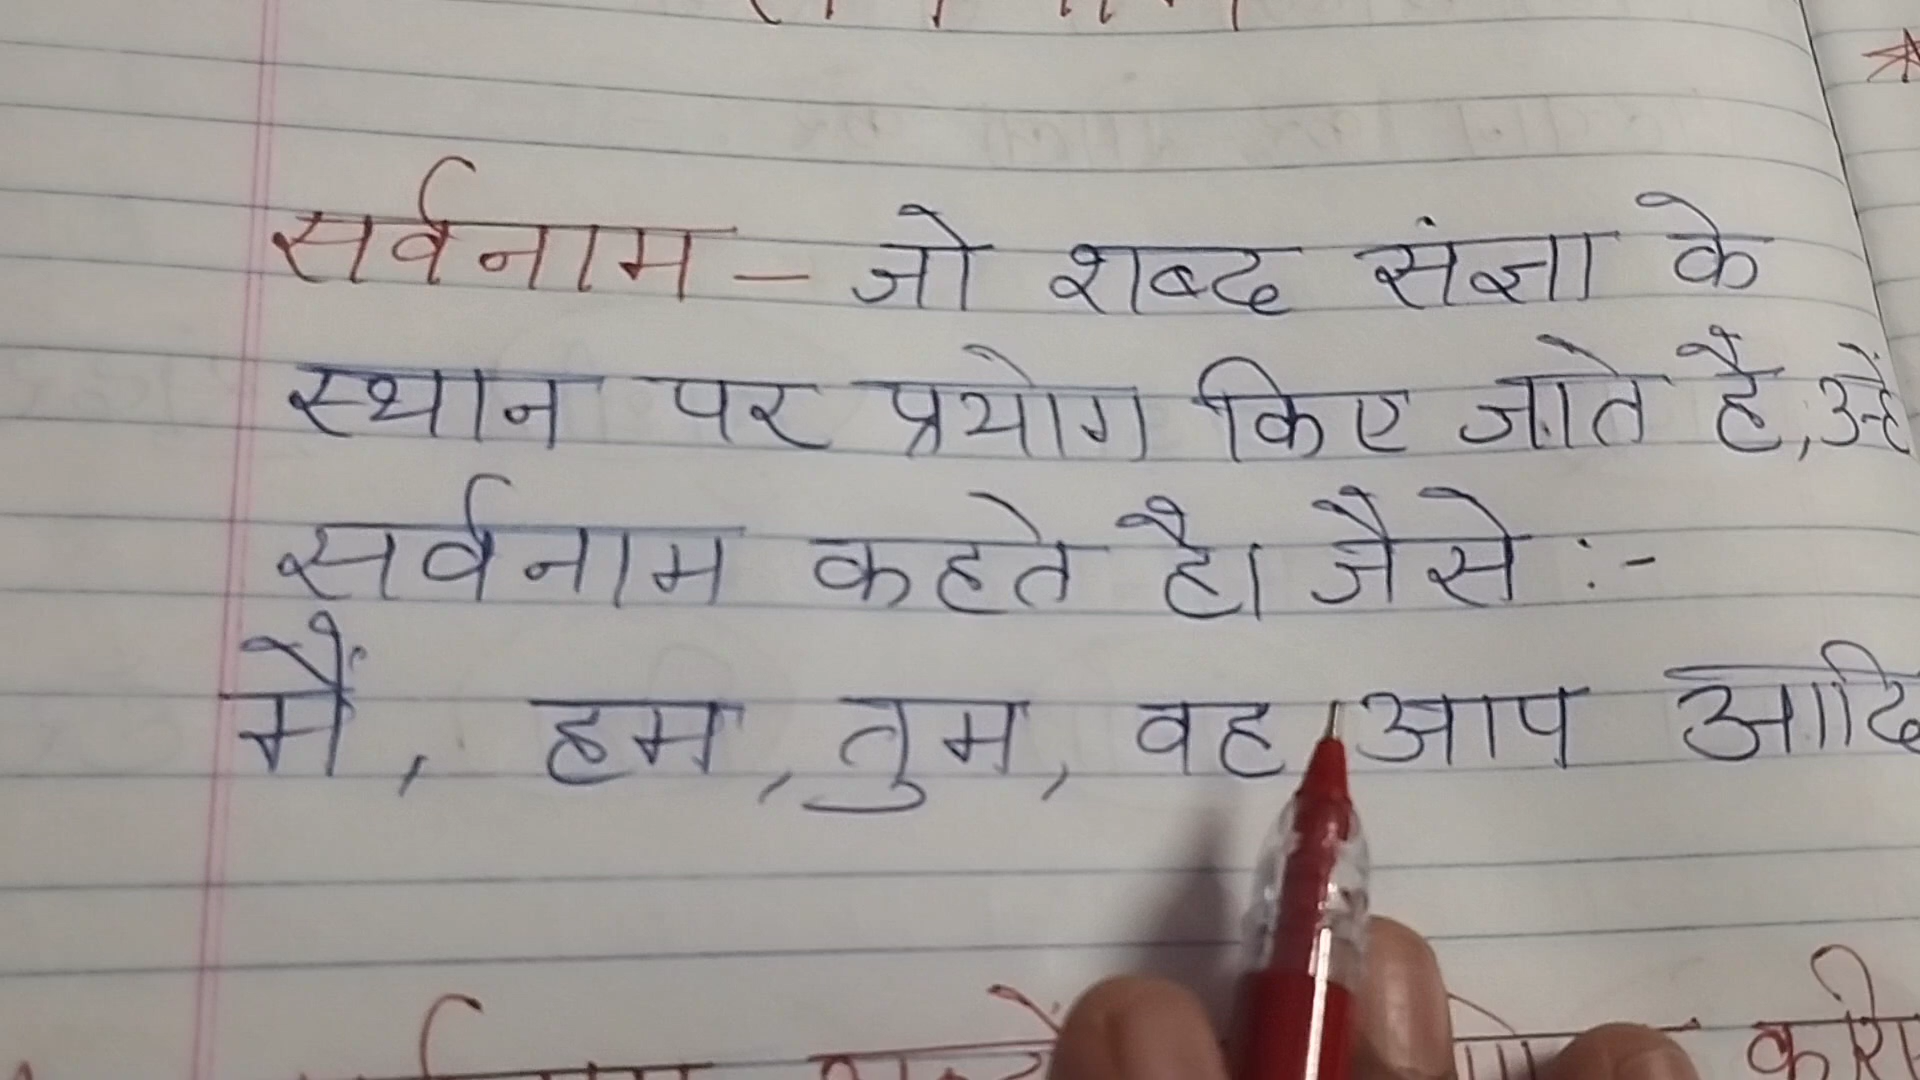 सर्वनाम – जो शब्द संज्ञा के
स्थान पर प्रयोग किए जाते है, उन्हें
सर्वनाम कहते है। जैसे :-
मैं, हम, तुम, वह आप आदि